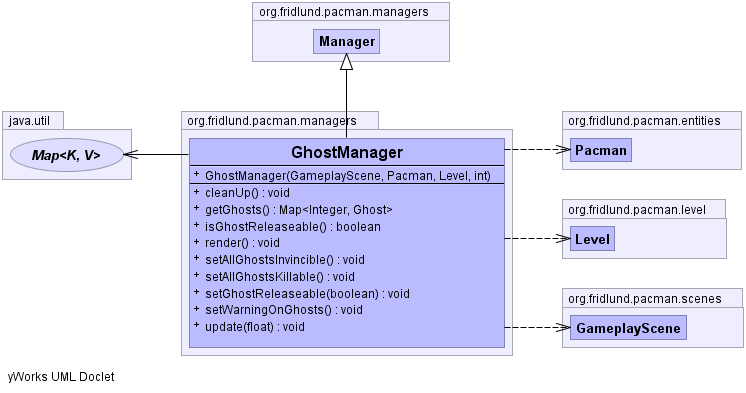 org.fridlund.pacman.managers
Manager
java.util
Map<K, V>
org.fridlund.pacman.managers
GhostManager
+ GhostManager(GameplayScene, Pacman, Level, int)
+ cleanUp() : void
+ getGhosts() : Map<Integer, Ghost>
+ isGhostReleaseable() : boolean
+ render() : void
+ setAllGhostsInvincible() : void
+ setAllGhostsKillable() : void
+ setGhostReleaseable(boolean) : void
+ setWarningOnGhosts() : void
+ update(float) : void
org.fridlund.pacman.entities
Pacman
org.fridlund.pacman.level
Level
org.fridlund.pacman.scenes
GameplayScene
yWorks UML Doclet